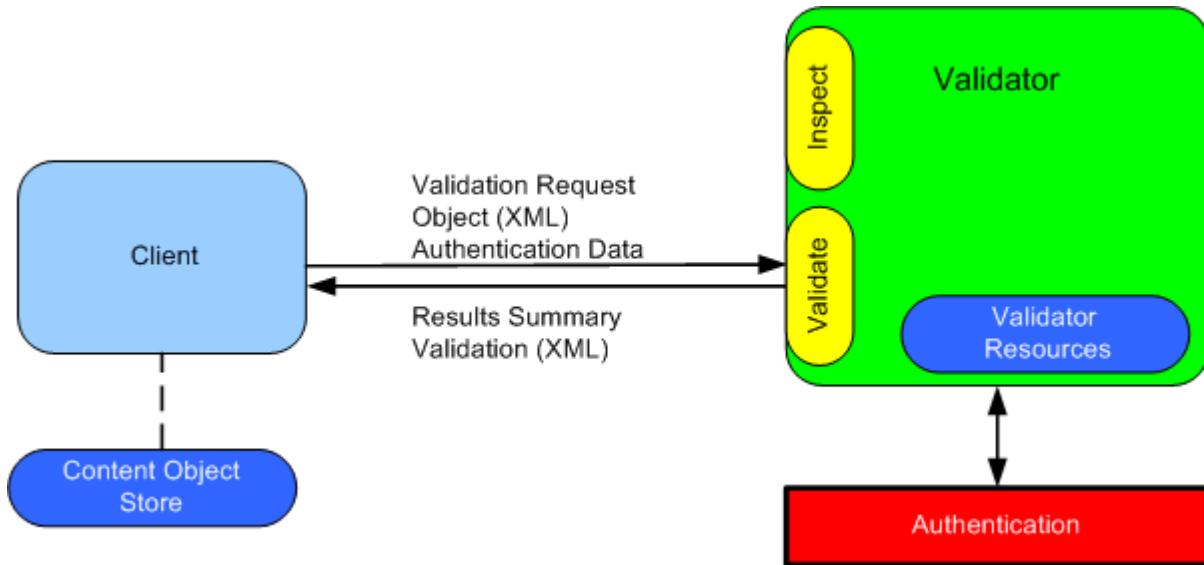 Inspect
Validator
Validation Request
Object (XML)
Authentication Data
Client
Validate
Results Summary
Validation (XML)
Validator
Resources
Content Object
Store
Authentication